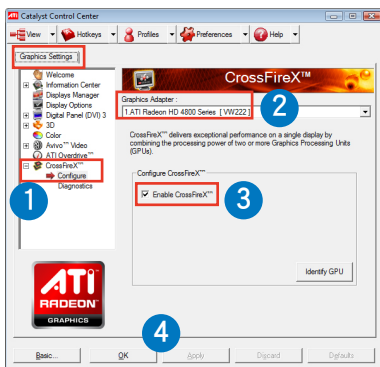 ATI Catalyst Control Center
View Hotkeys Profiles Preferences Help
Graphics Settings
Welcome
Information Center
Displays Manager
Display Options
Digital Panel (DVI) 3
3D
Color
Avivo™ Video
ATI Overdrive™
CrossFireX™
Configure
Diagnostics
1
CrossFireX™
Graphics Adapter :
1.ATI Radeon HD 4800 Series [ VW222 ]
2
CrossFireX™ delivers exceptional performance on a single display by
combining the processing power of two or more Graphics Processing Units
(GPUs).
Configure CrossFireX™
Enable CrossFireX™
3
Identify GPU
ATI
RADEON
GRAPHICS
4
Basic... OK Apply Discard Defaults